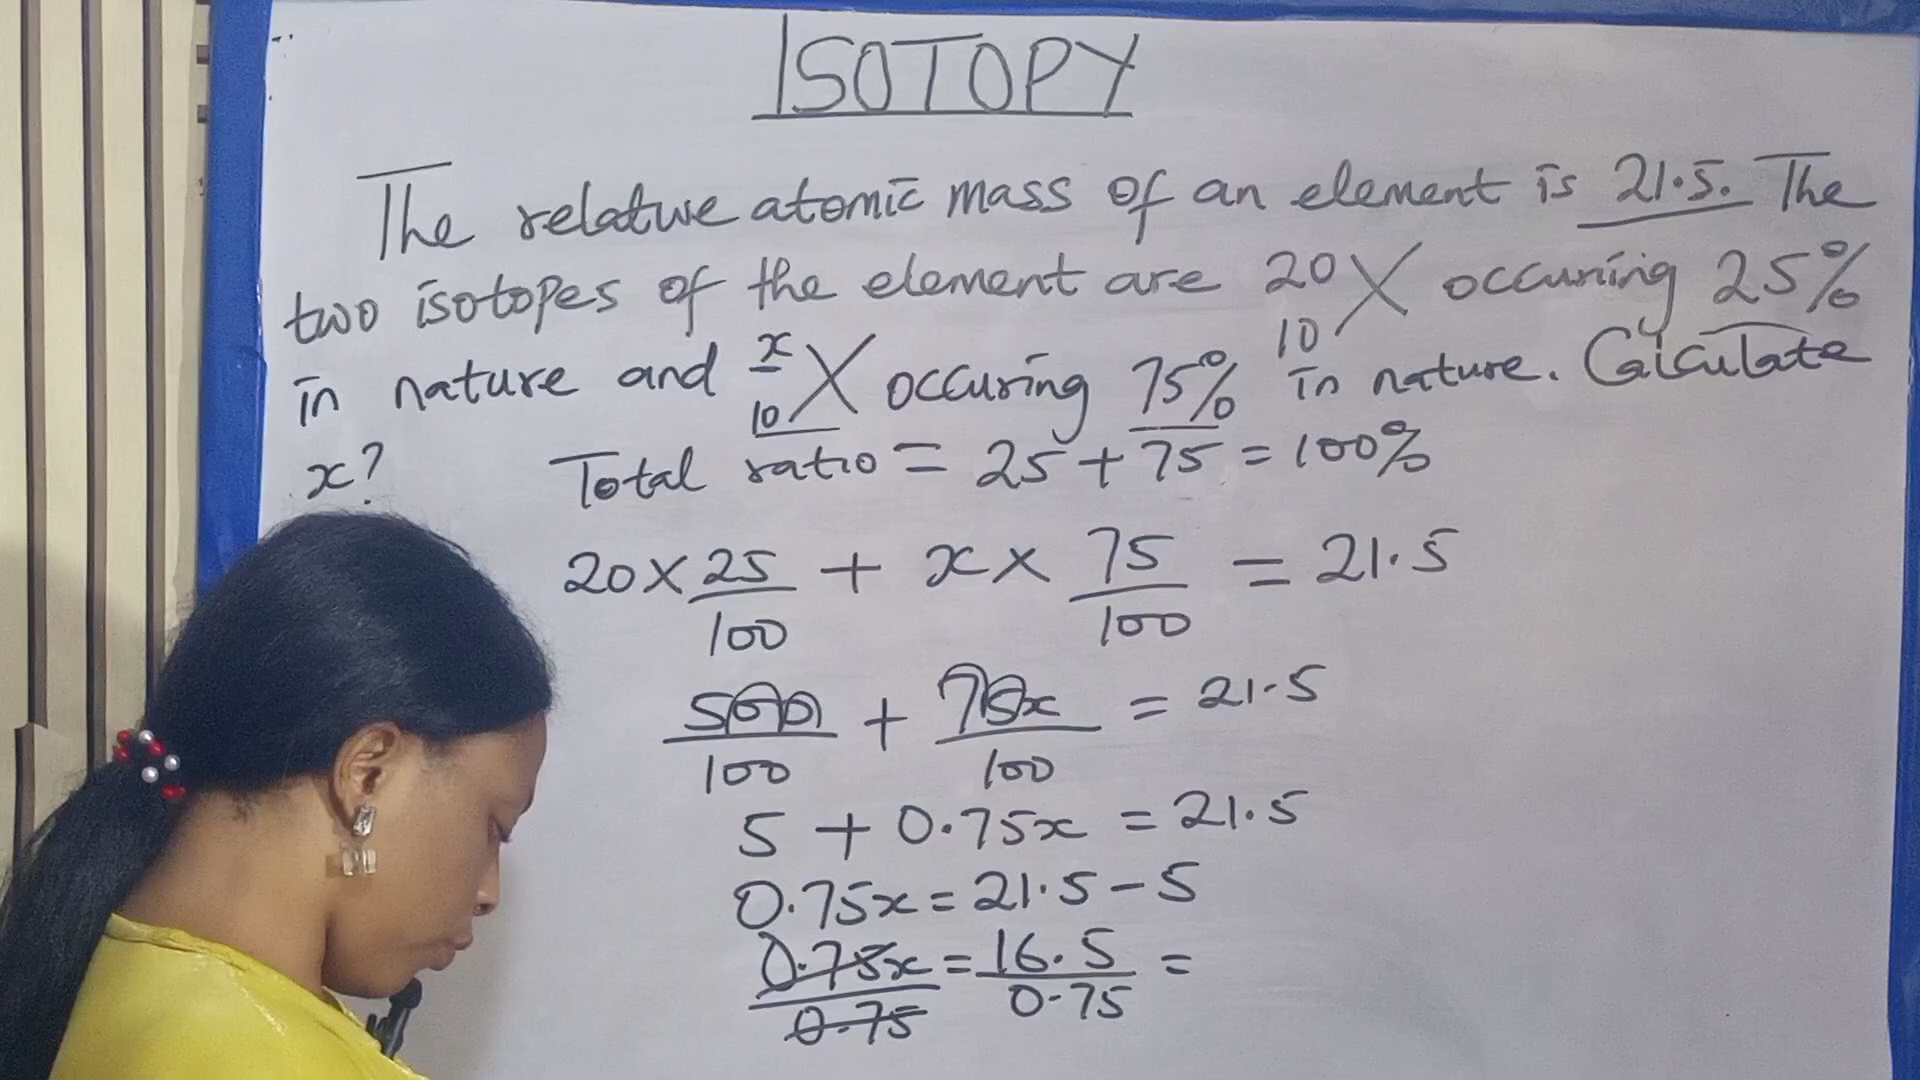 ISOTOPY
The relative atomic mass of an element is 21.5. The
two isotopes of the element are 20 10 X occuring 25%
in nature and x 10 X occuring 75% in nature. Calculate
x?
Total ratio = 25 + 75 = 100%
20 × 25/100 + x × 75/100 = 21.5
500/100 + 75x/100 = 21.5
5 + 0.75x = 21.5
0.75x = 21.5 - 5
0.75x/0.75 = 16.5/0.75 =